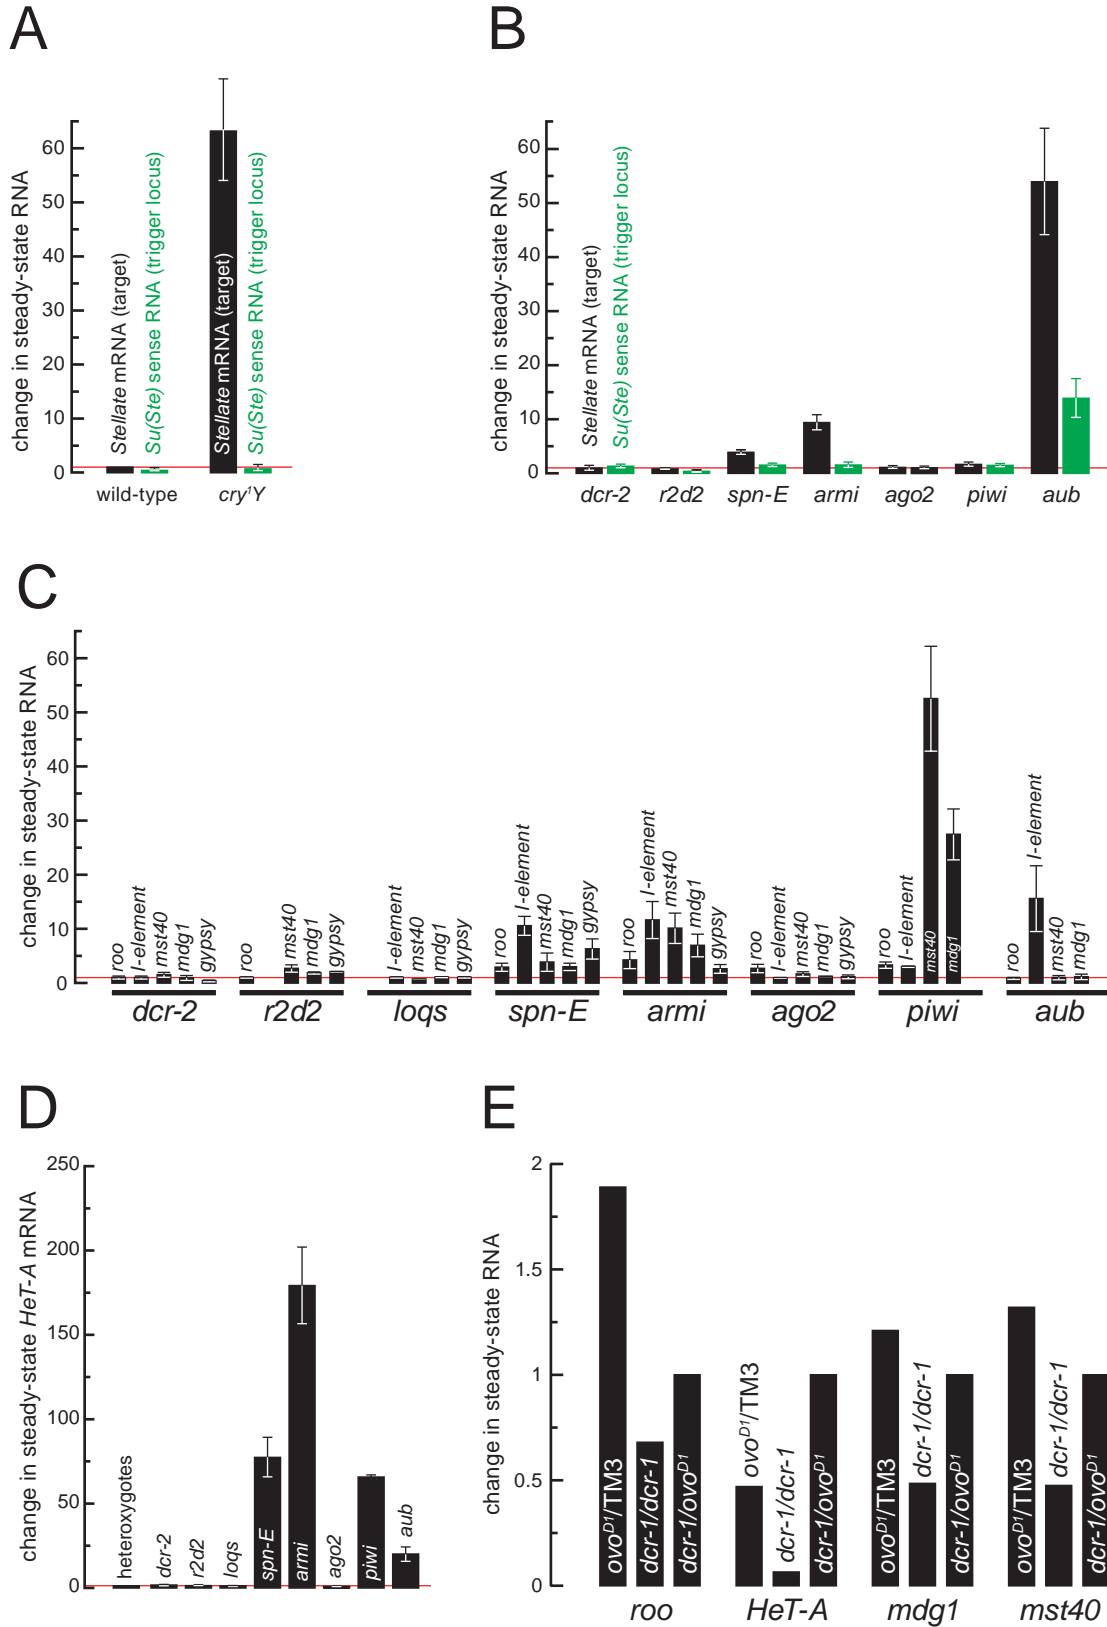 A
change in steady-state RNA
60
50
40
30
20
10
0
Stellate mRNA (target)
Su(Ste) sense RNA (trigger locus)
Stellate mRNA (target)
Su(Ste) sense RNA (trigger locus)
wild-type
cry¹Y
B
change in steady-state RNA
60
50
40
30
20
10
0
Stellate mRNA (target)
Su(Ste) sense RNA (trigger locus)
dcr-2
r2d2
spn-E
armi
ago2
piwi
aub
C
change in steady-state RNA
60
50
40
30
20
10
0
roo
I-element
mst40
mdg1
gypsy
dcr-2
roo
mst40
mdg1
gypsy
r2d2
I-element
mst40
mdg1
gypsy
loqs
roo
I-element
mst40
mdg1
gypsy
spn-E
roo
I-element
mst40
mdg1
gypsy
armi
roo
I-element
mst40
mdg1
gypsy
ago2
roo
I-element
mst40
mdg1
piwi
roo
I-element
mst40
mdg1
aub
D
change in steady-state HeT-A mRNA
250
200
150
100
50
0
heteroxygotes
dcr-2
r2d2
loqs
spn-E
armi
ago2
piwi
aub
E
change in steady-state RNA
2
1.5
1
0.5
0
ovoᴰ¹/TM3
dcr-1/dcr-1
dcr-1/ovoᴰ¹
roo
ovoᴰ¹/TM3
dcr-1/dcr-1
dcr-1/ovoᴰ¹
HeT-A
ovoᴰ¹/TM3
dcr-1/dcr-1
dcr-1/ovoᴰ¹
mdg1
ovoᴰ¹/TM3
dcr-1/dcr-1
dcr-1/ovoᴰ¹
mst40